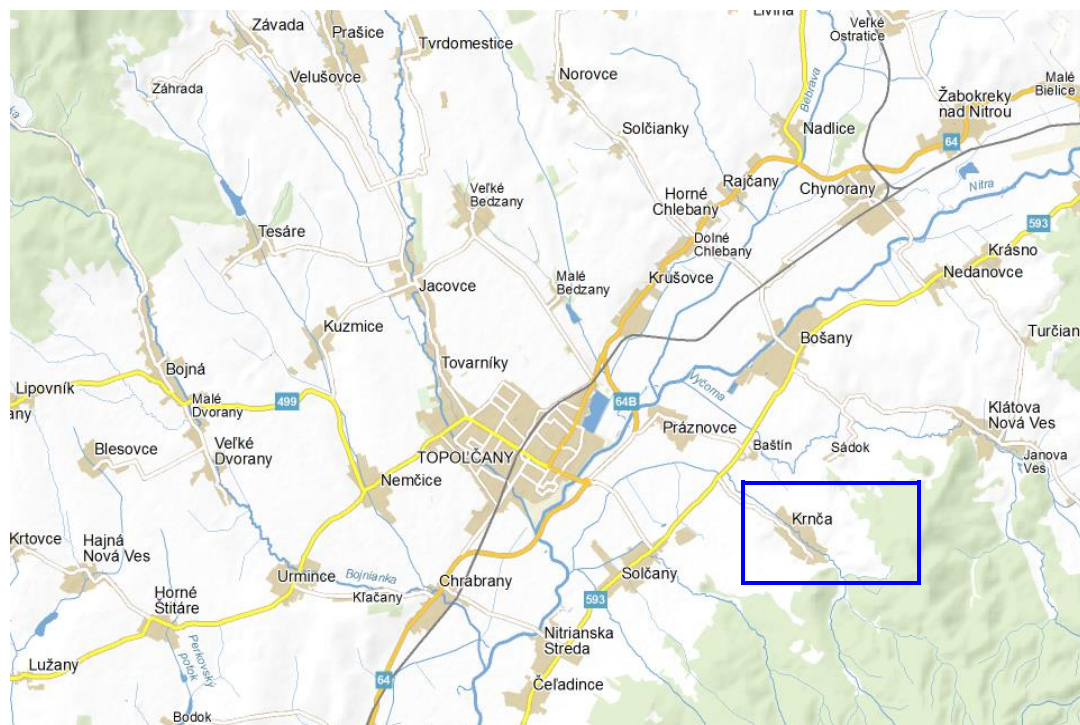 Závada
Prašice
Livina
Veľké
Ostratice
Tvrdomestice
Velušovce
Záhrada
Norovce
Malé
Bielice
Žabokreky
nad Nitrou
Bebrava
Solčianky
Nadlice
64
Rajčany
Chynorany
Nitra
Veľké
Bedzany
Horné
Chlebany
593
Tesáre
Dolné
Chlebany
Krásno
Nedanovce
Krušovce
Malé
Bedzany
Jacovce
Kuzmice
Bošany
Turčian
Tovarníky
Bojná
Vyčoma
Lipovník
any
Malé
Dvorany
499
64B
Klátova
Nová Ves
Práznovce
Blesovce
Veľké
Dvorany
Baštín
Sádok
TOPOĽČANY
Janova
Ves
Nemčice
Krnča
Krtovce
Hajná
Nová Ves
Urmince
Bojnianka
Chrabrany
Solčany
Kľačany
593
Horné
Štitáre
Nitrianska
Streda
Perkovský
potok
Lužany
64
Čeľadince
Bodok